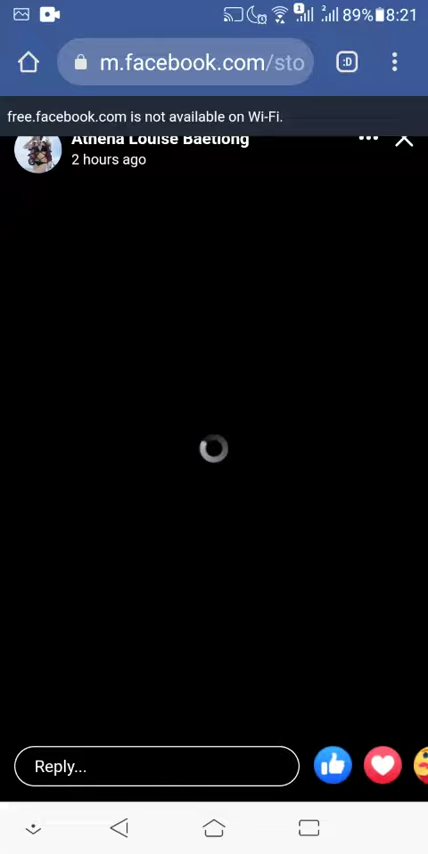 89% 8:21
m.facebook.com/sto
:D
free.facebook.com is not available on Wi-Fi.
Athena Louise Baetiong
2 hours ago
Reply...